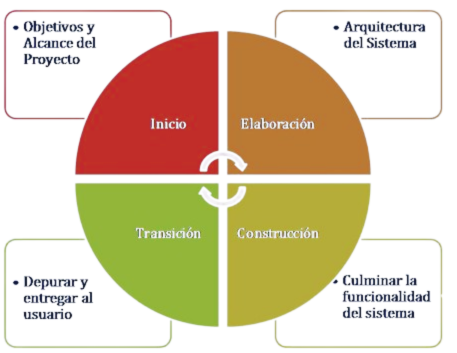 • Objetivos y
Alcance del
Proyecto
• Arquitectura
del Sistema
Inicio
Elaboración
Transición
Construcción
• Depurar y
entregar al
usuario
• Culminar la
funcionalidad
del sistema